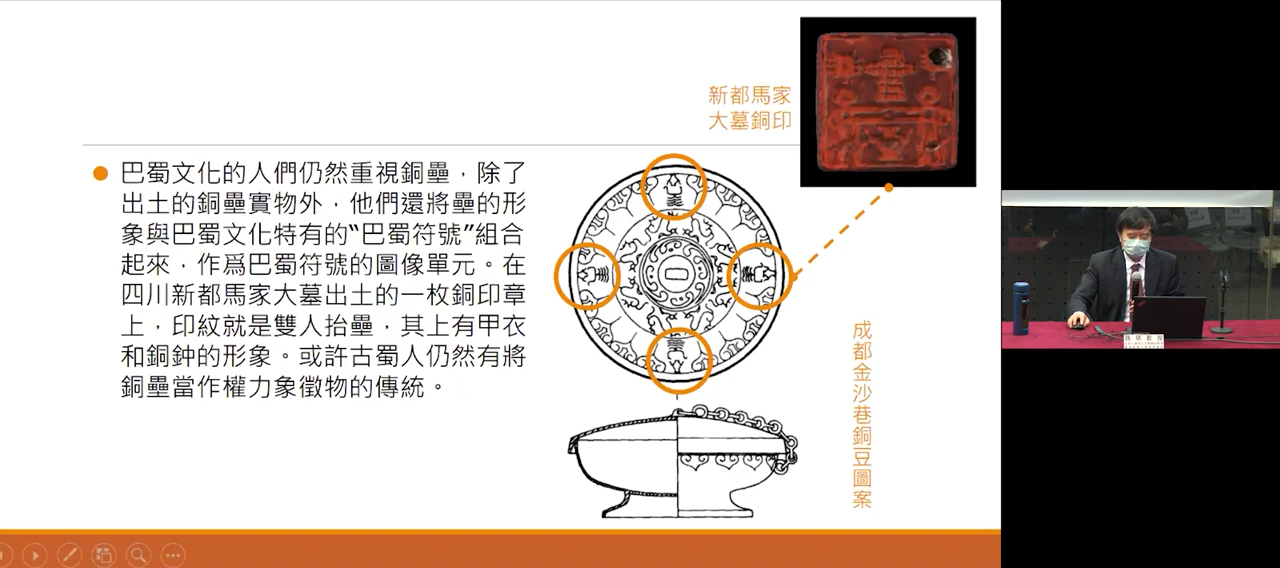 新都馬家
大墓銅印
巴蜀文化的人們仍然重視銅罍，除了
出土的銅罍實物外，他們還將罍的形
象與巴蜀文化特有的“巴蜀符號”組合
起來，作爲巴蜀符號的圖像單元。在
四川新都馬家大墓出土的一枚銅印章
上，印紋就是雙人抬罍，其上有甲衣
和銅鉀的形象。或許古蜀人仍然有將
銅罍當作權力象徵物的傳統。
成都金沙巷銅豆圖案